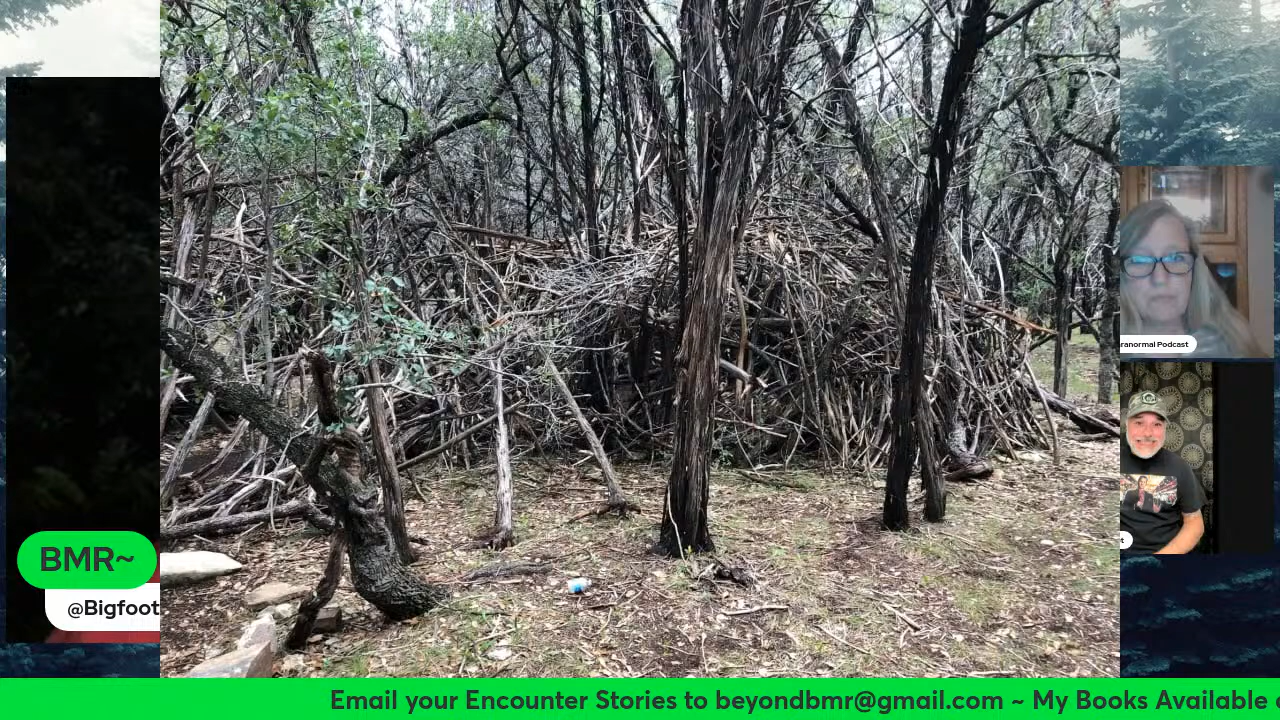 BMR~
@Bigfoot
ranormal Podcast
Email your Encounter Stories to beyondbmr@gmail.com ~ My Books Available